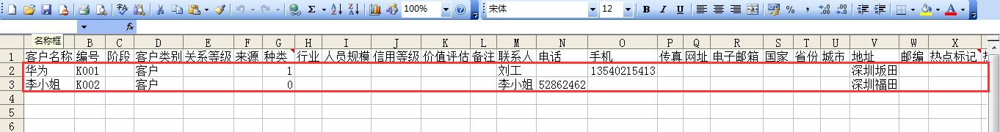 100% 宋体 12 B I U
名称框 fx
A B C D E F G H I J K L M N O P Q R S T U V W X
1 客户名称 编号 阶段 客户类别 关系等级 来源 种类 行业 人员规模 信用等级 价值评估 备注 联系人 电话 手机 传真 网址 电子邮箱 国家 省份 城市 地址 邮编 热点标记
2 华为 K001 客户 1 刘工 13540215413 深圳坂田
3 李小姐 K002 客户 0 李小姐 52862462 深圳福田
4
5
6